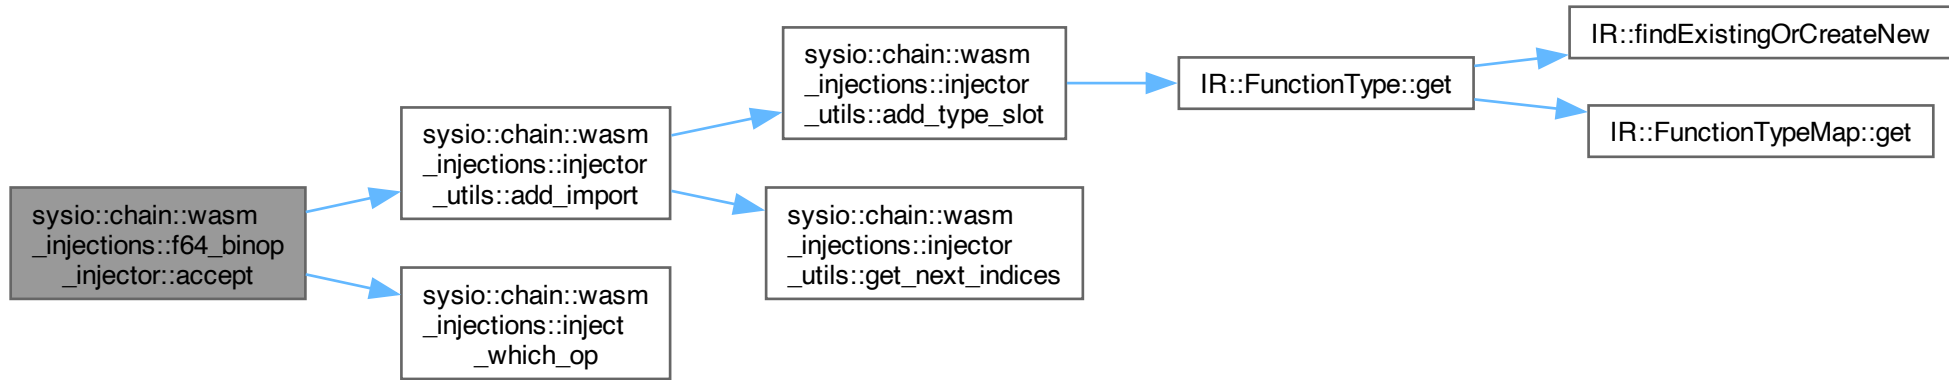 sysio::chain::wasm
_injections::f64_binop
_injector::accept
sysio::chain::wasm
_injections::injector
_utils::add_import
sysio::chain::wasm
_injections::injector
_utils::add_type_slot
IR::FunctionType::get
IR::findExistingOrCreateNew
IR::FunctionTypeMap::get
sysio::chain::wasm
_injections::injector
_utils::get_next_indices
sysio::chain::wasm
_injections::inject
_which_op